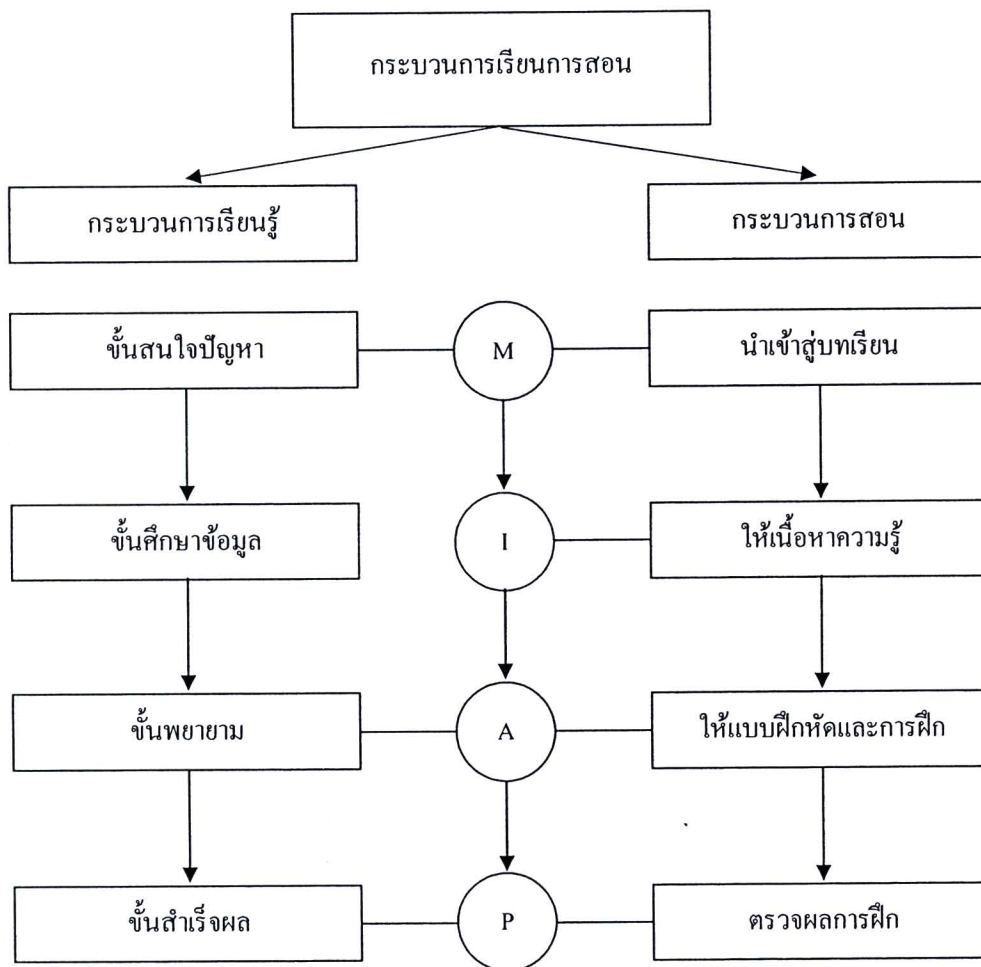 กระบวนการเรียนการสอน
กระบวนการเรียนรู้
กระบวนการสอน
ขั้นสนใจปัญหา
M
นำเข้าสู่บทเรียน
ขั้นศึกษาข้อมูล
I
ให้เนื้อหาความรู้
ขั้นพยายาม
A
ให้แบบฝึกหัดและการฝึก
ขั้นสำเร็จผล
P
ตรวจผลการฝึก